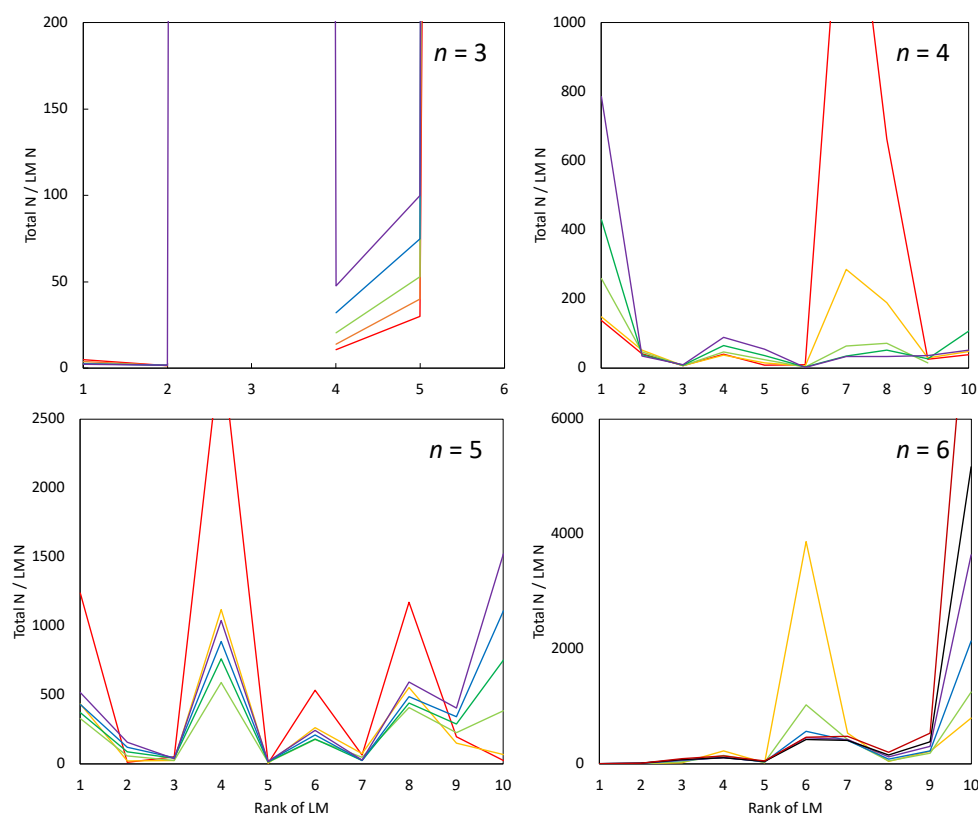 n = 3
Total N / LM N
200
150
100
50
0
1 2 3 4 5 6
n = 4
Total N / LM N
1000
800
600
400
200
0
1 2 3 4 5 6 7 8 9 10
n = 5
Total N / LM N
2500
2000
1500
1000
500
0
1 2 3 4 5 6 7 8 9 10
Rank of LM
n = 6
Total N / LM N
6000
4000
2000
0
1 2 3 4 5 6 7 8 9 10
Rank of LM